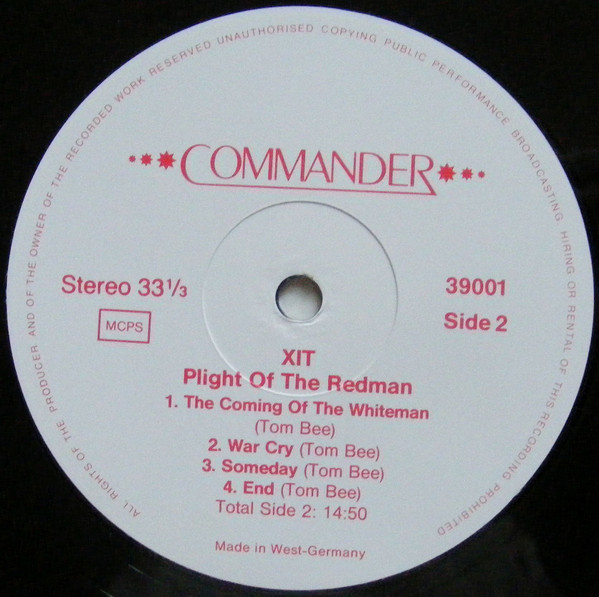 ALL RIGHTS OF THE PRODUCER AND OF THE OWNER OF THE RECORDED WORK RESERVED UNAUTHORISED COPYING PUBLIC PERFORMANCE BROADCASTING HIRING OR RENTAL OF THIS RECORDING PROHIBITED
COMMANDER
Stereo 33 1/3
39001
MCPS
Side 2
XIT
Plight Of The Redman
1. The Coming Of The Whiteman
(Tom Bee)
2. War Cry (Tom Bee)
3. Someday (Tom Bee)
4. End (Tom Bee)
Total Side 2: 14:50
Made in West-Germany